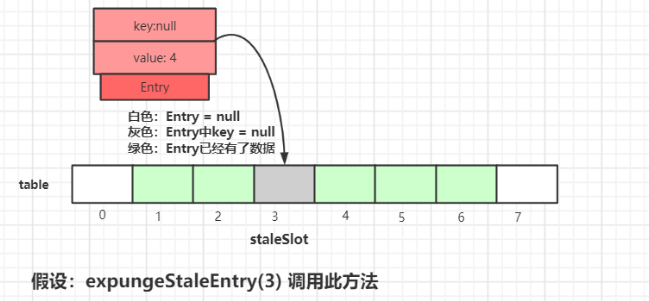 key:null
value: 4
Entry
白色：Entry = null
灰色：Entry中key = null
绿色：Entry已经有了数据
table
0 1 2 3 4 5 6 7
staleSlot
假设：expungeStaleEntry(3) 调用此方法